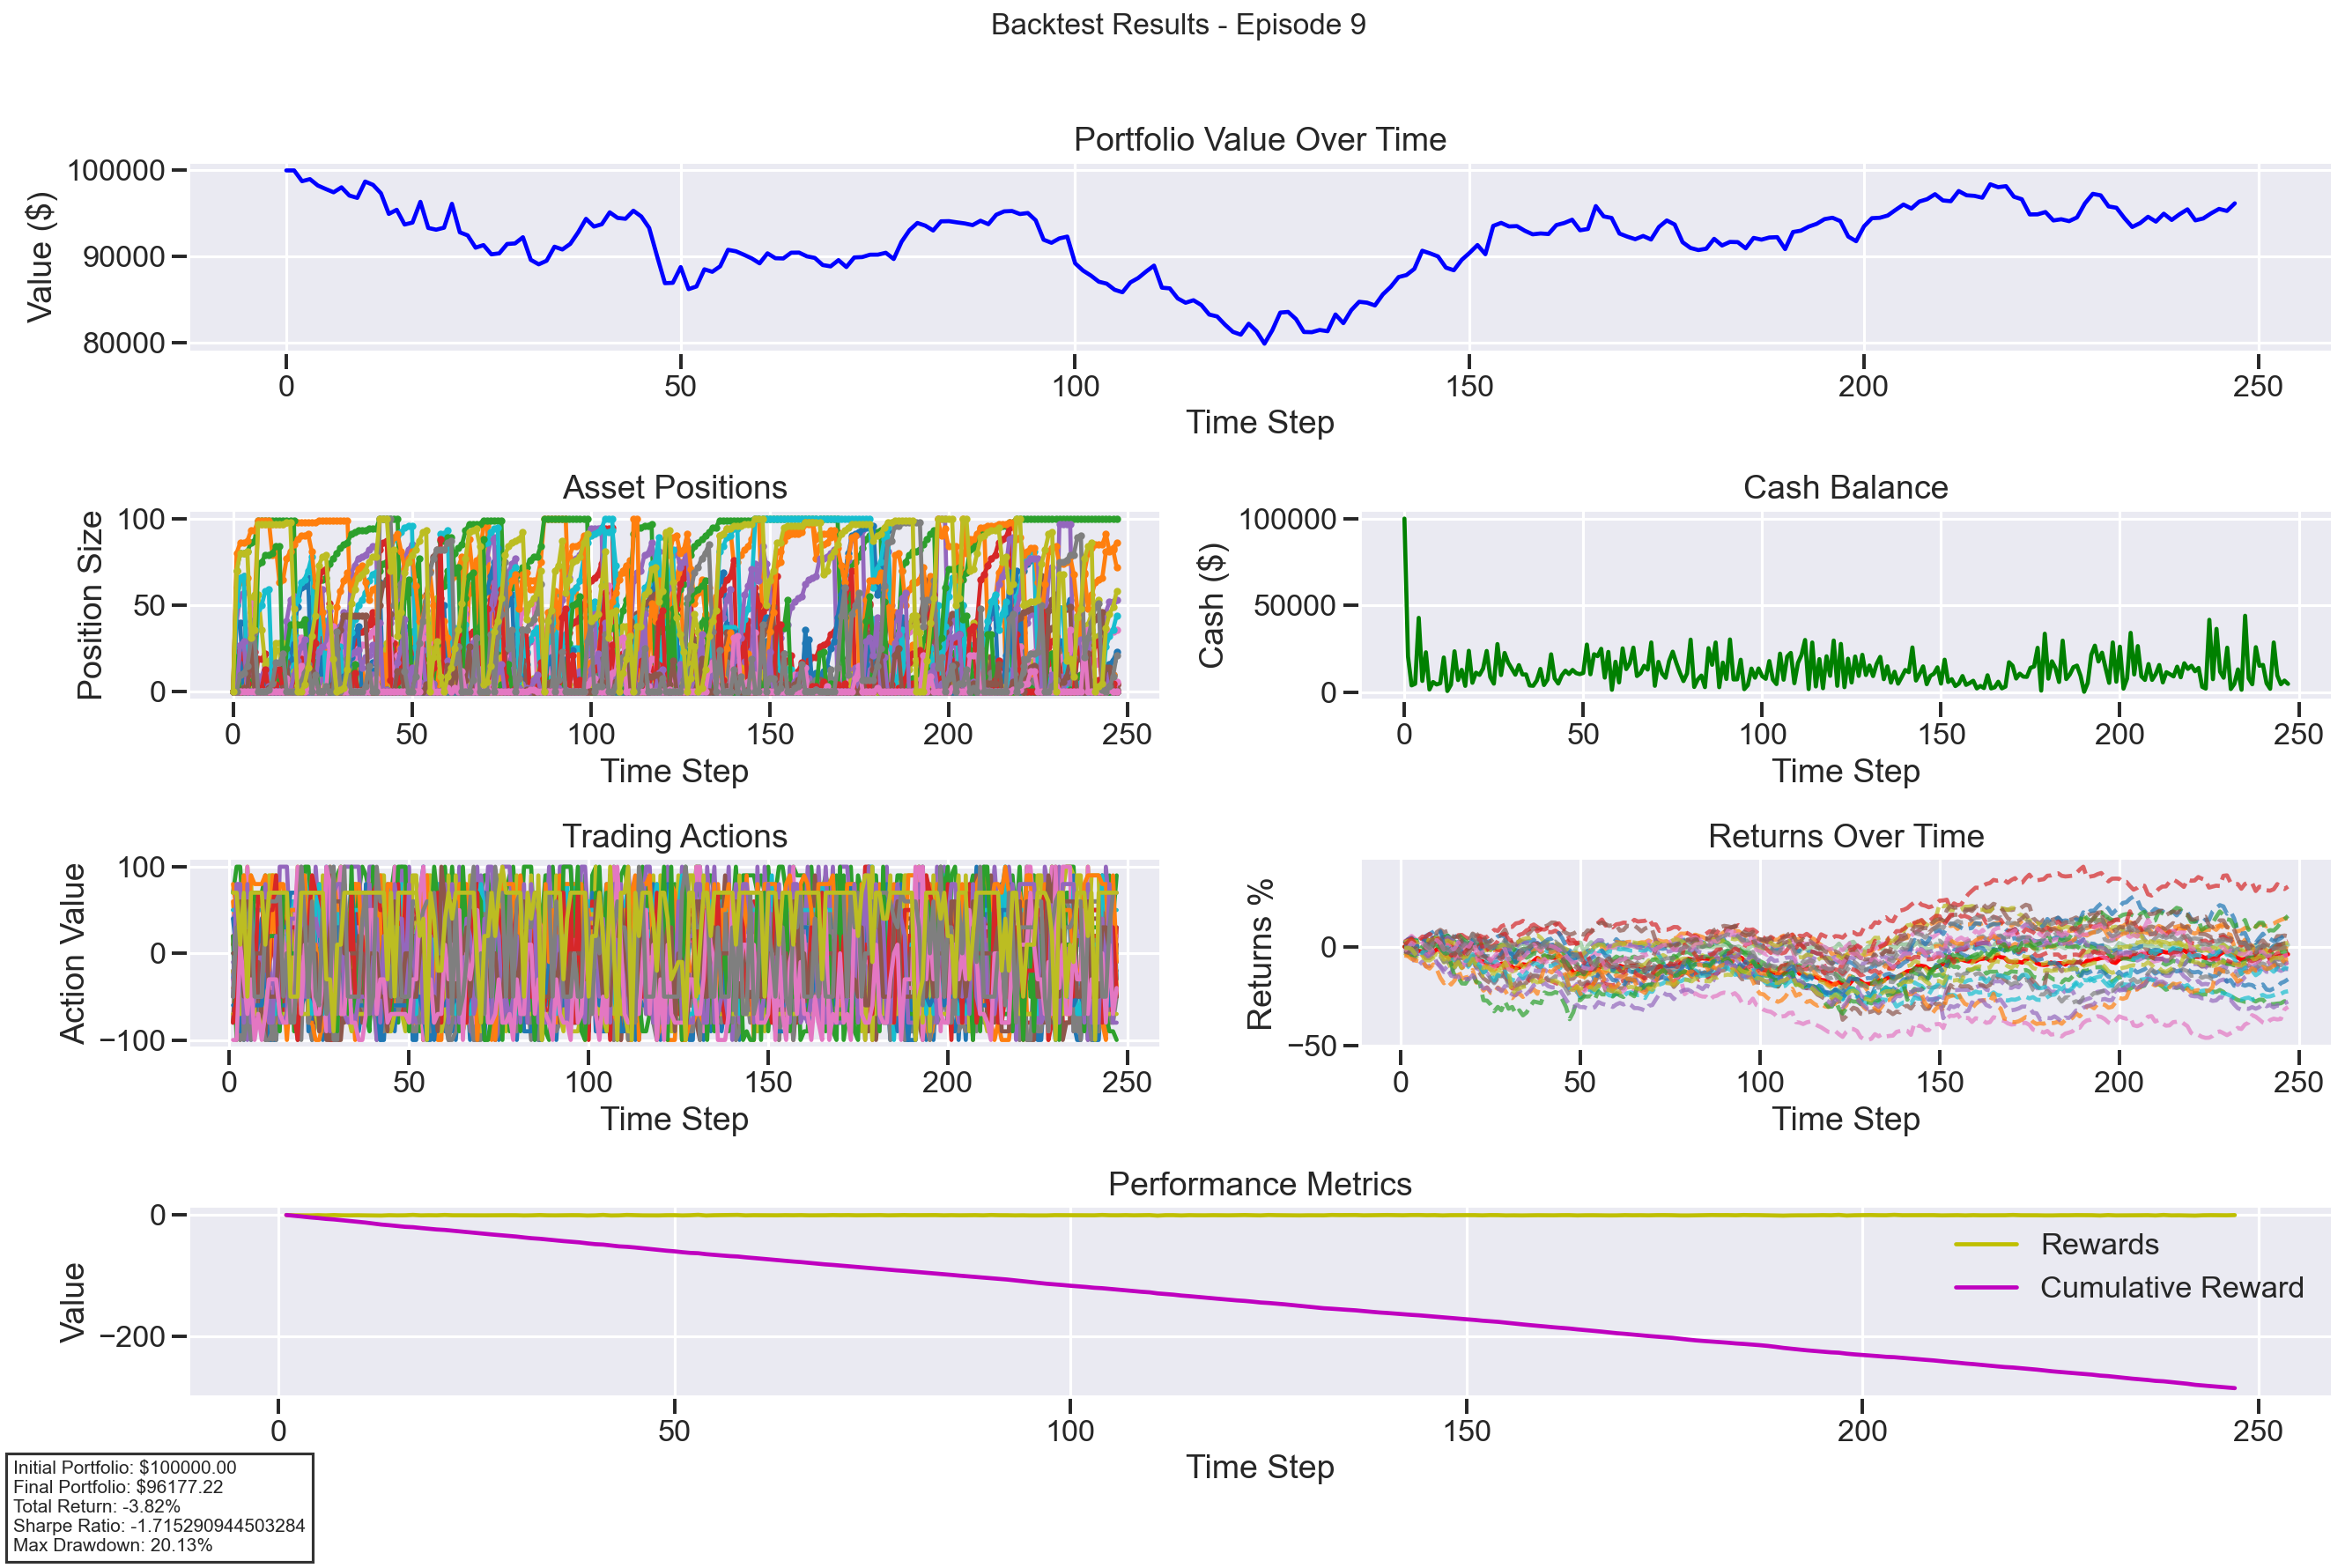 Backtest Results - Episode 9
Portfolio Value Over Time
Value ($)
100000
90000
80000
0 50 100 150 200 250
Time Step
Asset Positions
Position Size
100
50
0
0 50 100 150 200 250
Time Step
Cash Balance
Cash ($)
100000
50000
0
0 50 100 150 200 250
Time Step
Trading Actions
Action Value
100
0
−100
0 50 100 150 200 250
Time Step
Returns Over Time
Returns %
0
−50
0 50 100 150 200 250
Time Step
Performance Metrics
Value
0
−200
Rewards
Cumulative Reward
0 50 100 150 200 250
Time Step
Initial Portfolio: $100000.00
Final Portfolio: $96177.22
Total Return: -3.82%
Sharpe Ratio: -1.715290944503284
Max Drawdown: 20.13%